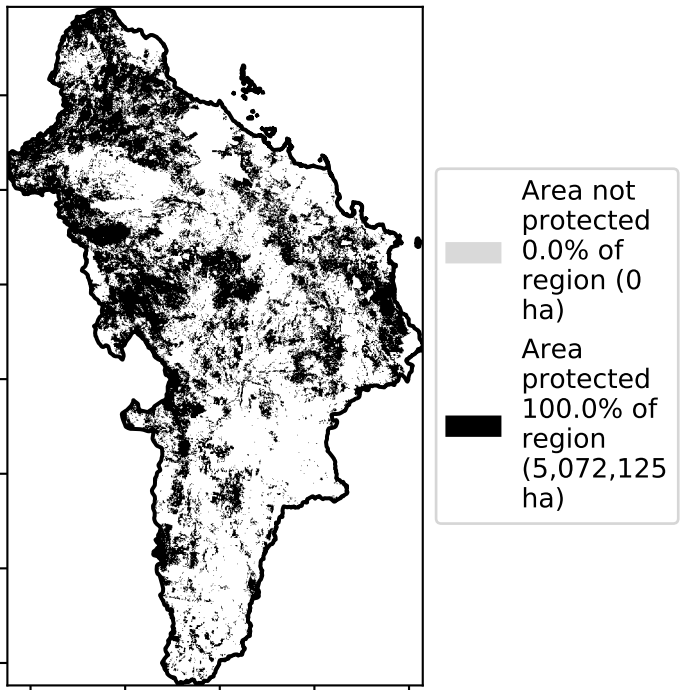 Area not
protected
0.0% of
region (0
ha)
Area
protected
100.0% of
region
(5,072,125
ha)